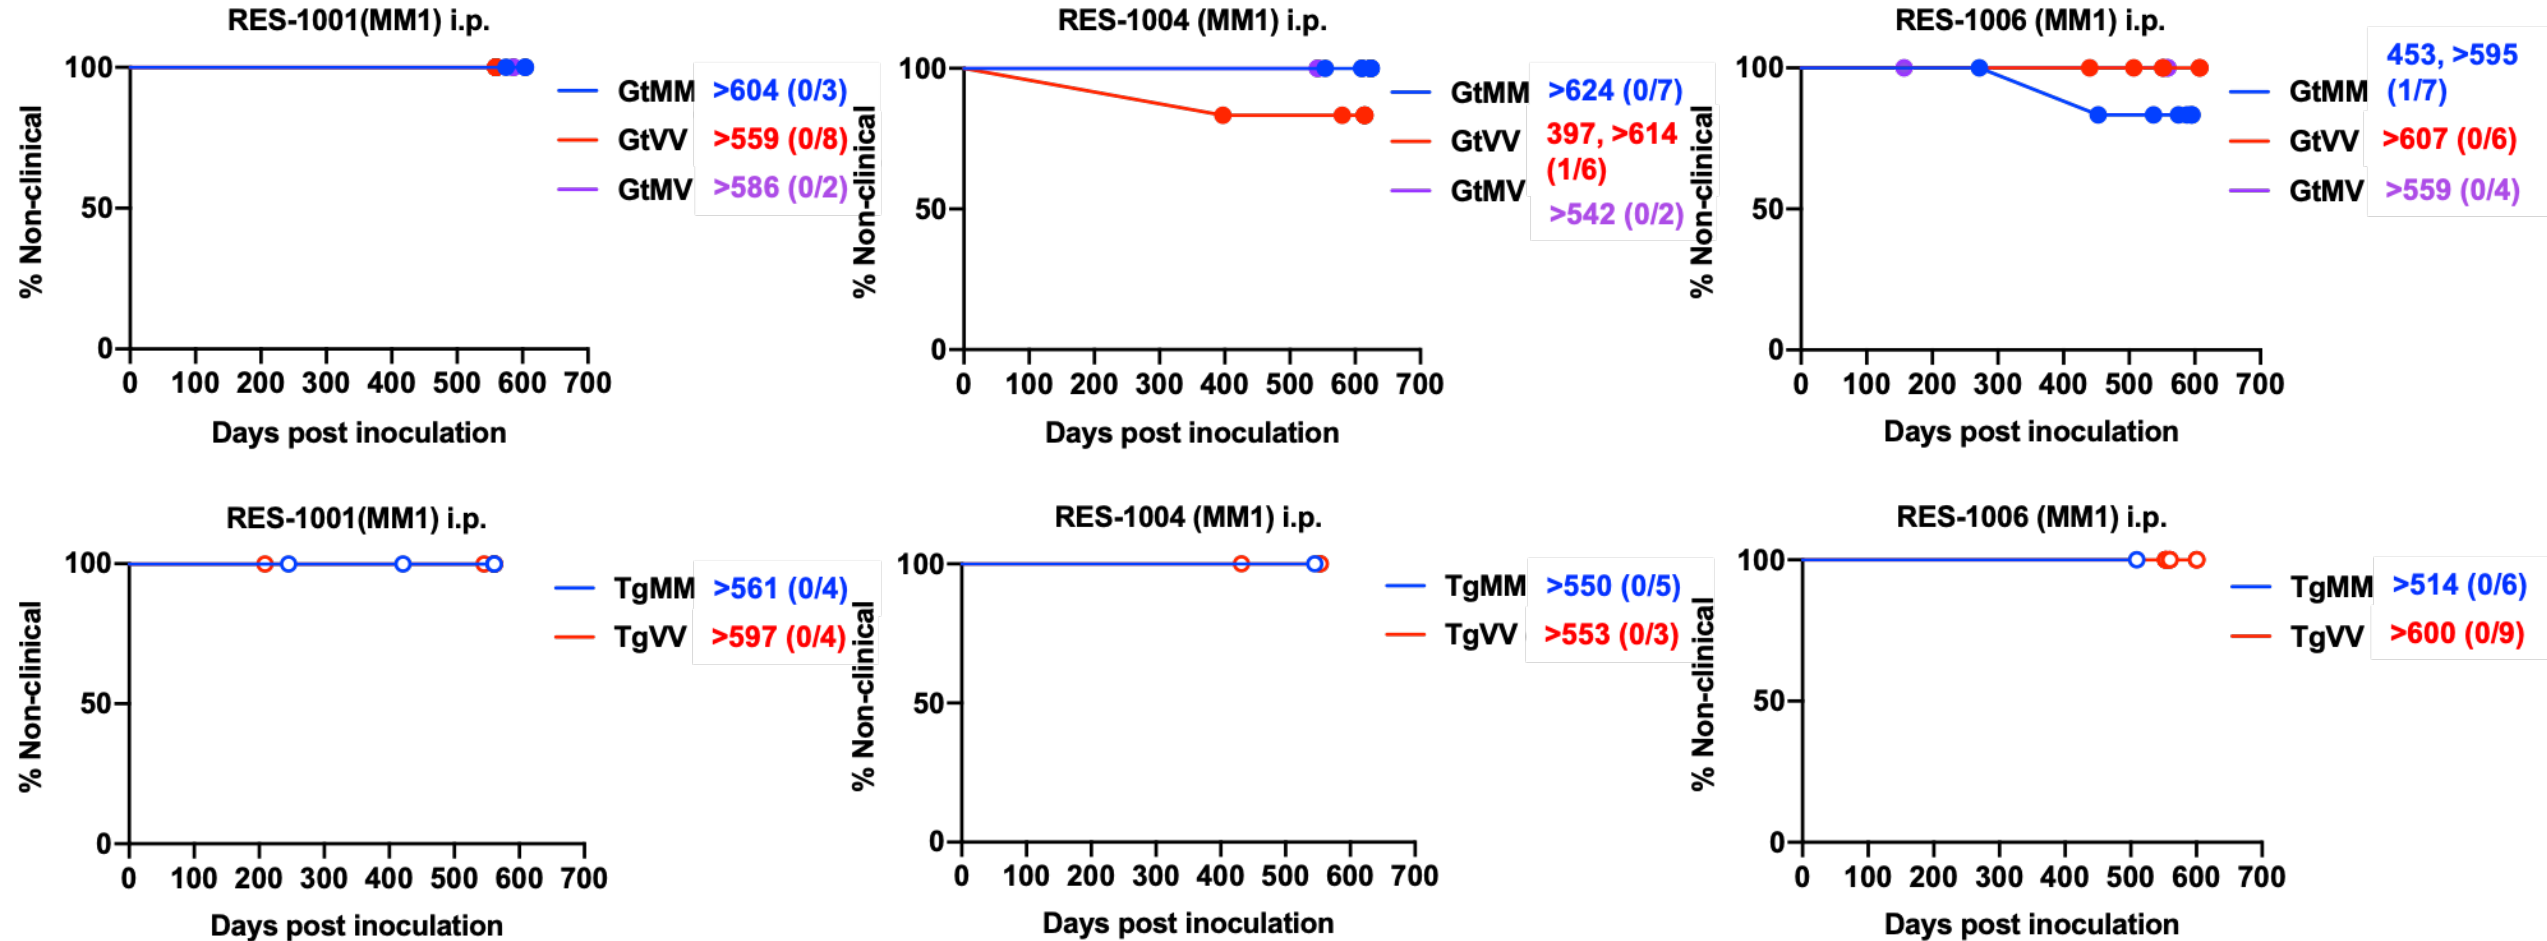 RES-1001(MM1) i.p.
% Non-clinical
100
50
0
0 100 200 300 400 500 600 700
Days post inoculation
GtMM >604 (0/3)
GtVV >559 (0/8)
GtMV >586 (0/2)
RES-1004 (MM1) i.p.
% Non-clinical
100
50
0
0 100 200 300 400 500 600 700
Days post inoculation
GtMM >624 (0/7)
GtVV 397, >614
(1/6)
GtMV >542 (0/2)
RES-1006 (MM1) i.p.
% Non-clinical
100
50
0
0 100 200 300 400 500 600 700
Days post inoculation
453, >595
GtMM (1/7)
GtVV >607 (0/6)
GtMV >559 (0/4)
RES-1001(MM1) i.p.
% Non-clinical
100
50
0
0 100 200 300 400 500 600 700
Days post inoculation
TgMM >561 (0/4)
TgVV >597 (0/4)
RES-1004 (MM1) i.p.
% Non-clinical
100
50
0
0 100 200 300 400 500 600 700
Days post inoculation
TgMM >550 (0/5)
TgVV >553 (0/3)
RES-1006 (MM1) i.p.
% Non-clinical
100
50
0
0 100 200 300 400 500 600 700
Days post inoculation
TgMM >514 (0/6)
TgVV >600 (0/9)